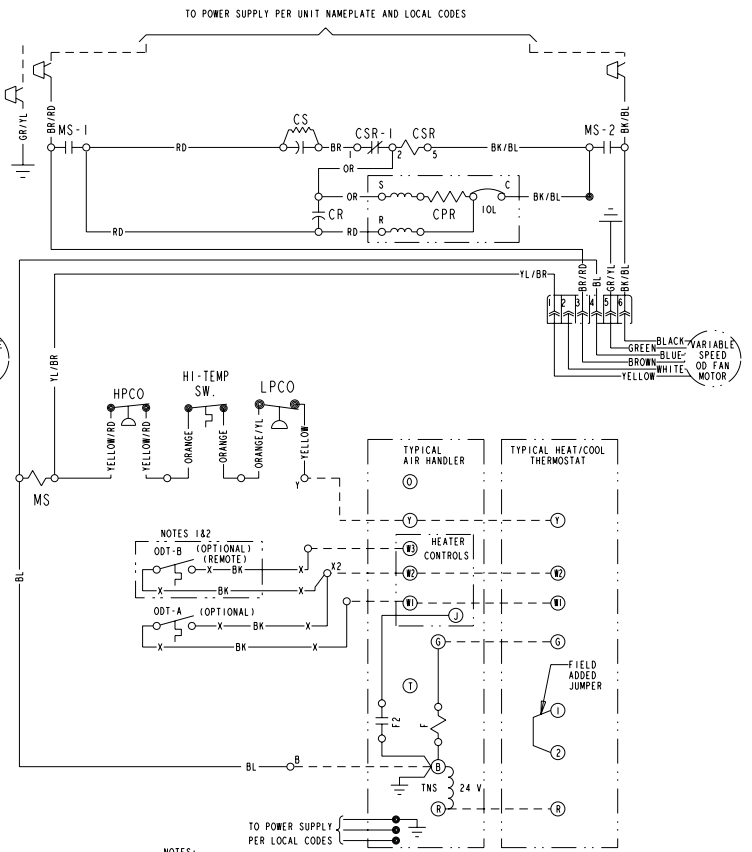 TO POWER SUPPLY PER UNIT NAMEPLATE AND LOCAL CODES
GR/YL
BR/RD
BK/BL
MS-1
RD
CS
BR
CSR-1
CSR
1
2
5
BK/BL
MS-2
OR
OR
S
C
CR
CPR
IOL
BK/BL
RD
RD
R
YL/BR
BR/RD
BL
GR/YL
BK/BL
1 2 3 4 5 6
BLACK
GREEN
BLUE
BROWN
WHITE
YELLOW
VARIABLE
SPEED
OD FAN
MOTOR
YL/BR
HPCO
HI-TEMP
SW.
LPCO
YELLOW/RD
YELLOW/RD
ORANGE
ORANGE
ORANGE/YL
YELLOW
MS
Y
TYPICAL
AIR HANDLER
TYPICAL HEAT/COOL
THERMOSTAT
O
Y
Y
NOTES 1&2
ODT-B
(OPTIONAL)
(REMOTE)
X
BK
X
X
BK
X
X2
HEATER
CONTROLS
W3
W2
W2
W1
W1
J
ODT-A
(OPTIONAL)
X
BK
X
X
BK
X
BL
G
G
T
FIELD
ADDED
JUMPER
1
2
F2
F
BL
B
B
TNS
24 V
R
R
TO POWER SUPPLY
PER LOCAL CODES
NOTES: